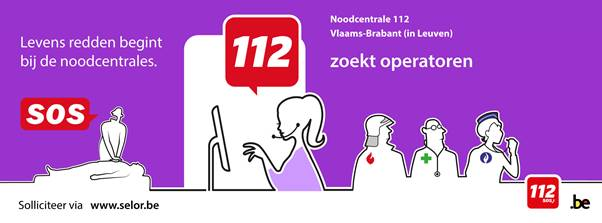 Levens redden begint
bij de noodcentrales.
SOS
112
Noodcentrale 112
Vlaams-Brabant (in Leuven)
zoekt operatoren
Solliciteer via www.selor.be
112
SOS
.be